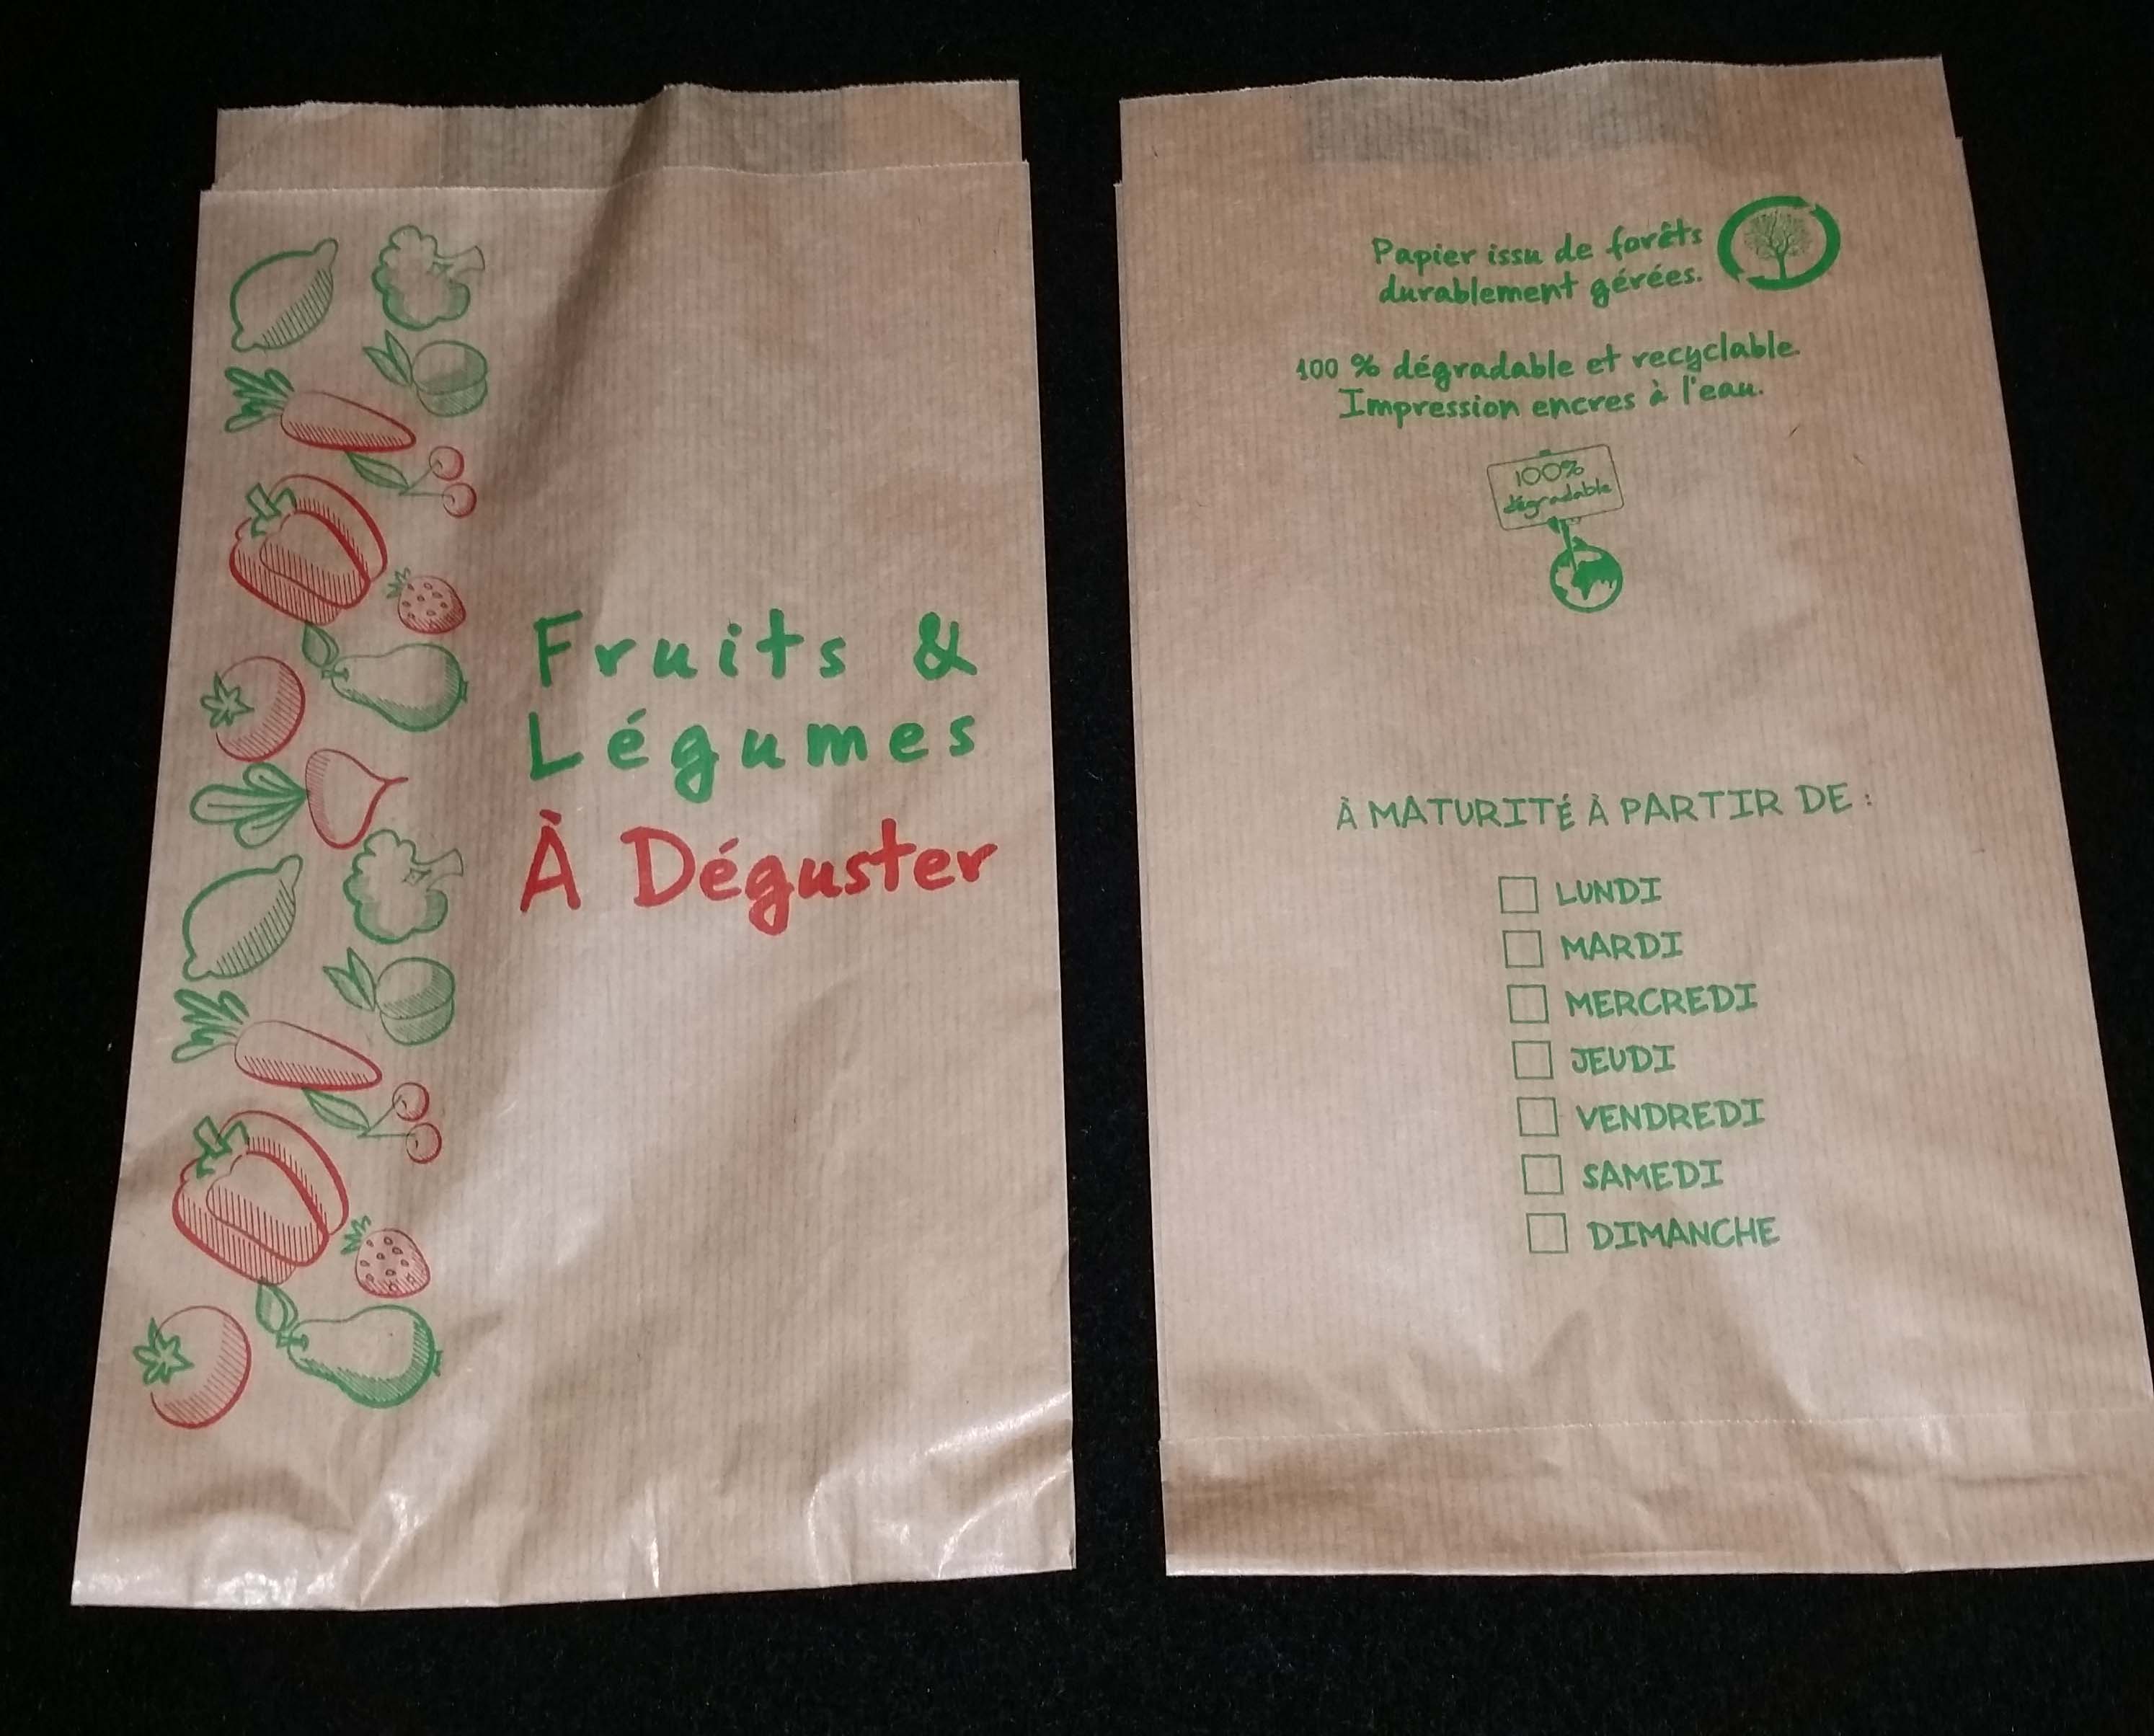 Fruits &
Légumes
À Déguster
Papier issu de forêts
durablement gérées.
100 % dégradable et recyclable.
Impression encres à l'eau.
100%
dégradable
À MATURITÉ À PARTIR DE :
LUNDI
MARDI
MERCREDI
JEUDI
VENDREDI
SAMEDI
DIMANCHE